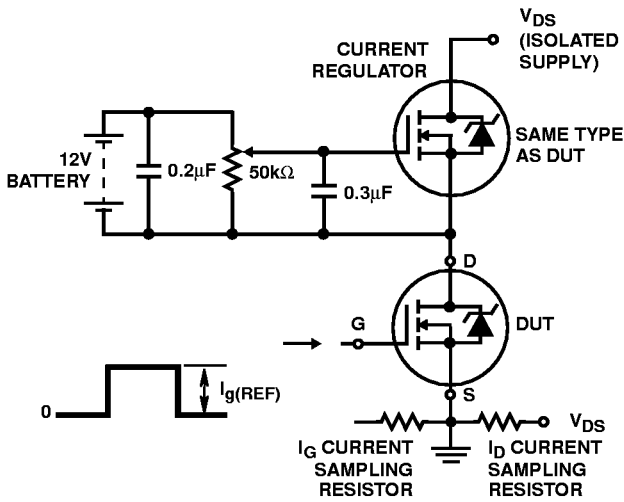 V_DS
(ISOLATED
SUPPLY)
CURRENT
REGULATOR
SAME TYPE
AS DUT
12V
BATTERY
0.2μF
50kΩ
0.3μF
D
DUT
G
S
0
I_g(REF)
V_DS
I_G CURRENT
SAMPLING
RESISTOR
I_D CURRENT
SAMPLING
RESISTOR